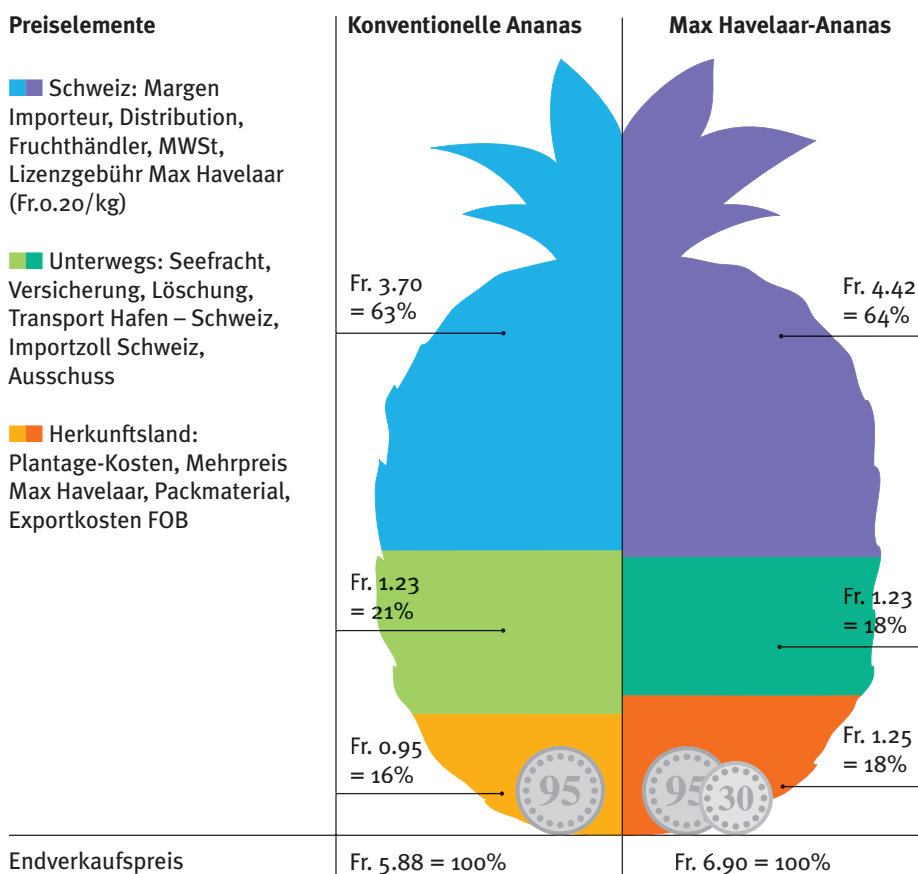 Preiselemente
Konventionelle Ananas
Max Havelaar-Ananas
Schweiz: Margen
Importeur, Distribution,
Fruchthändler, MWSt,
Lizenzgebühr Max Havelaar
(Fr.0.20/kg)
Unterwegs: Seefracht,
Versicherung, Löschung,
Transport Hafen – Schweiz,
Importzoll Schweiz,
Ausschuss
Herkunftsland:
Plantage-Kosten, Mehrpreis
Max Havelaar, Packmaterial,
Exportkosten FOB
Fr. 3.70
= 63%
Fr. 4.42
= 64%
Fr. 1.23
= 21%
Fr. 1.23
= 18%
Fr. 0.95
= 16%
95
95
30
Fr. 1.25
= 18%
Endverkaufspreis
Fr. 5.88 = 100%
Fr. 6.90 = 100%